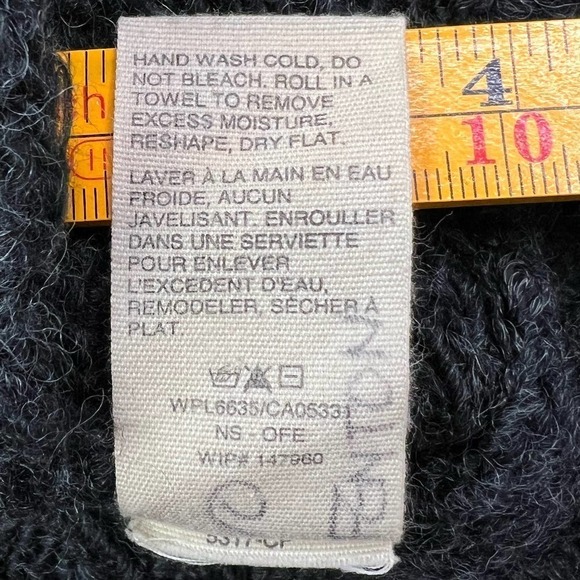 HAND WASH COLD, DO
NOT BLEACH. ROLL IN A
TOWEL TO REMOVE
EXCESS MOISTURE.
RESHAPE, DRY FLAT.
LAVER À LA MAIN EN EAU
FROIDE, AUCUN
JAVELISANT. ENROULLER
DANS UNE SERVIETTE
POUR ENLEVER
L'EXCEDENT D'EAU,
REMODELER, SÈCHER À
PLAT.
WPL6635/CA05331
NS - OFE
WIP# 147960
4
10